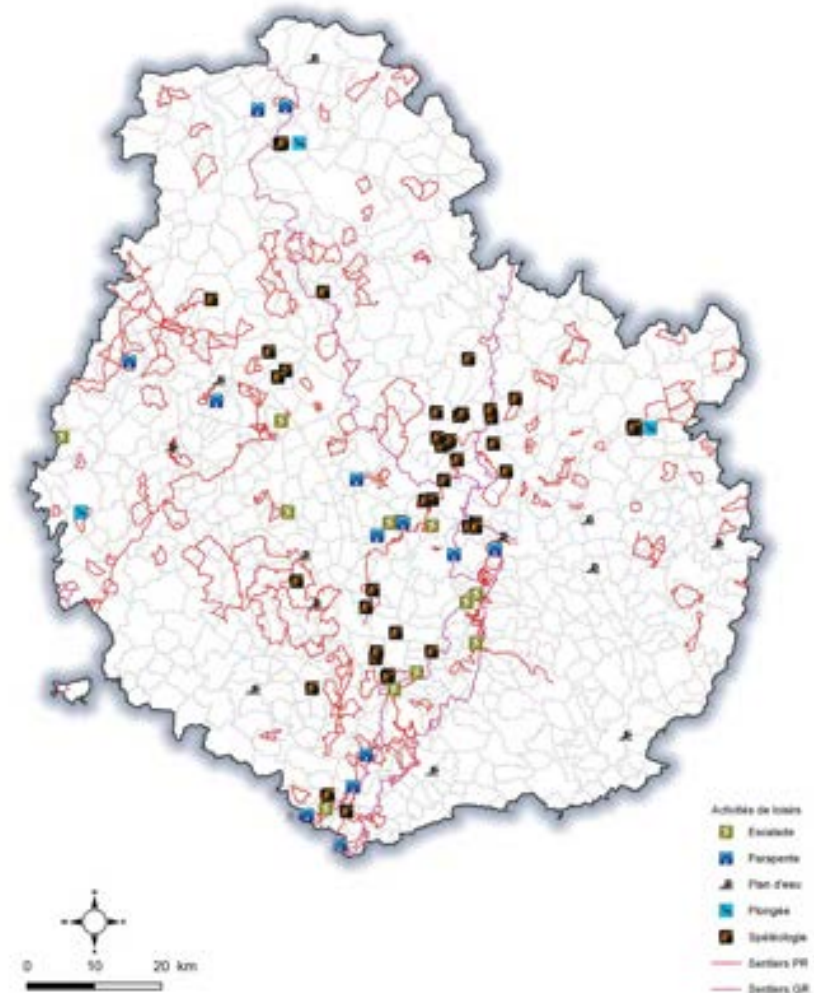 Activités de loisirs
Escalade
Parapente
Plan d'eau
Plongée
Spéléologie
Sentiers PR
Sentiers GR
0 10 20 km